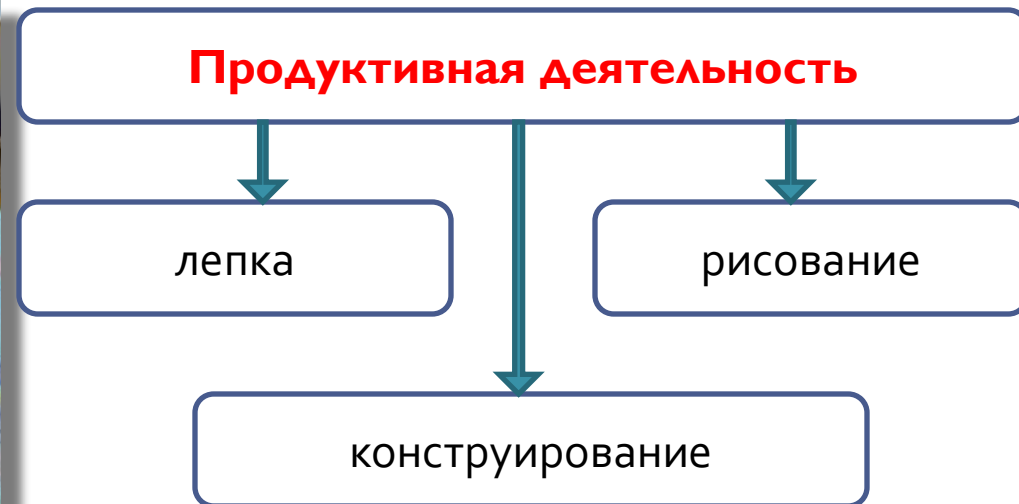 Продуктивная деятельность
лепка
рисование
конструирование